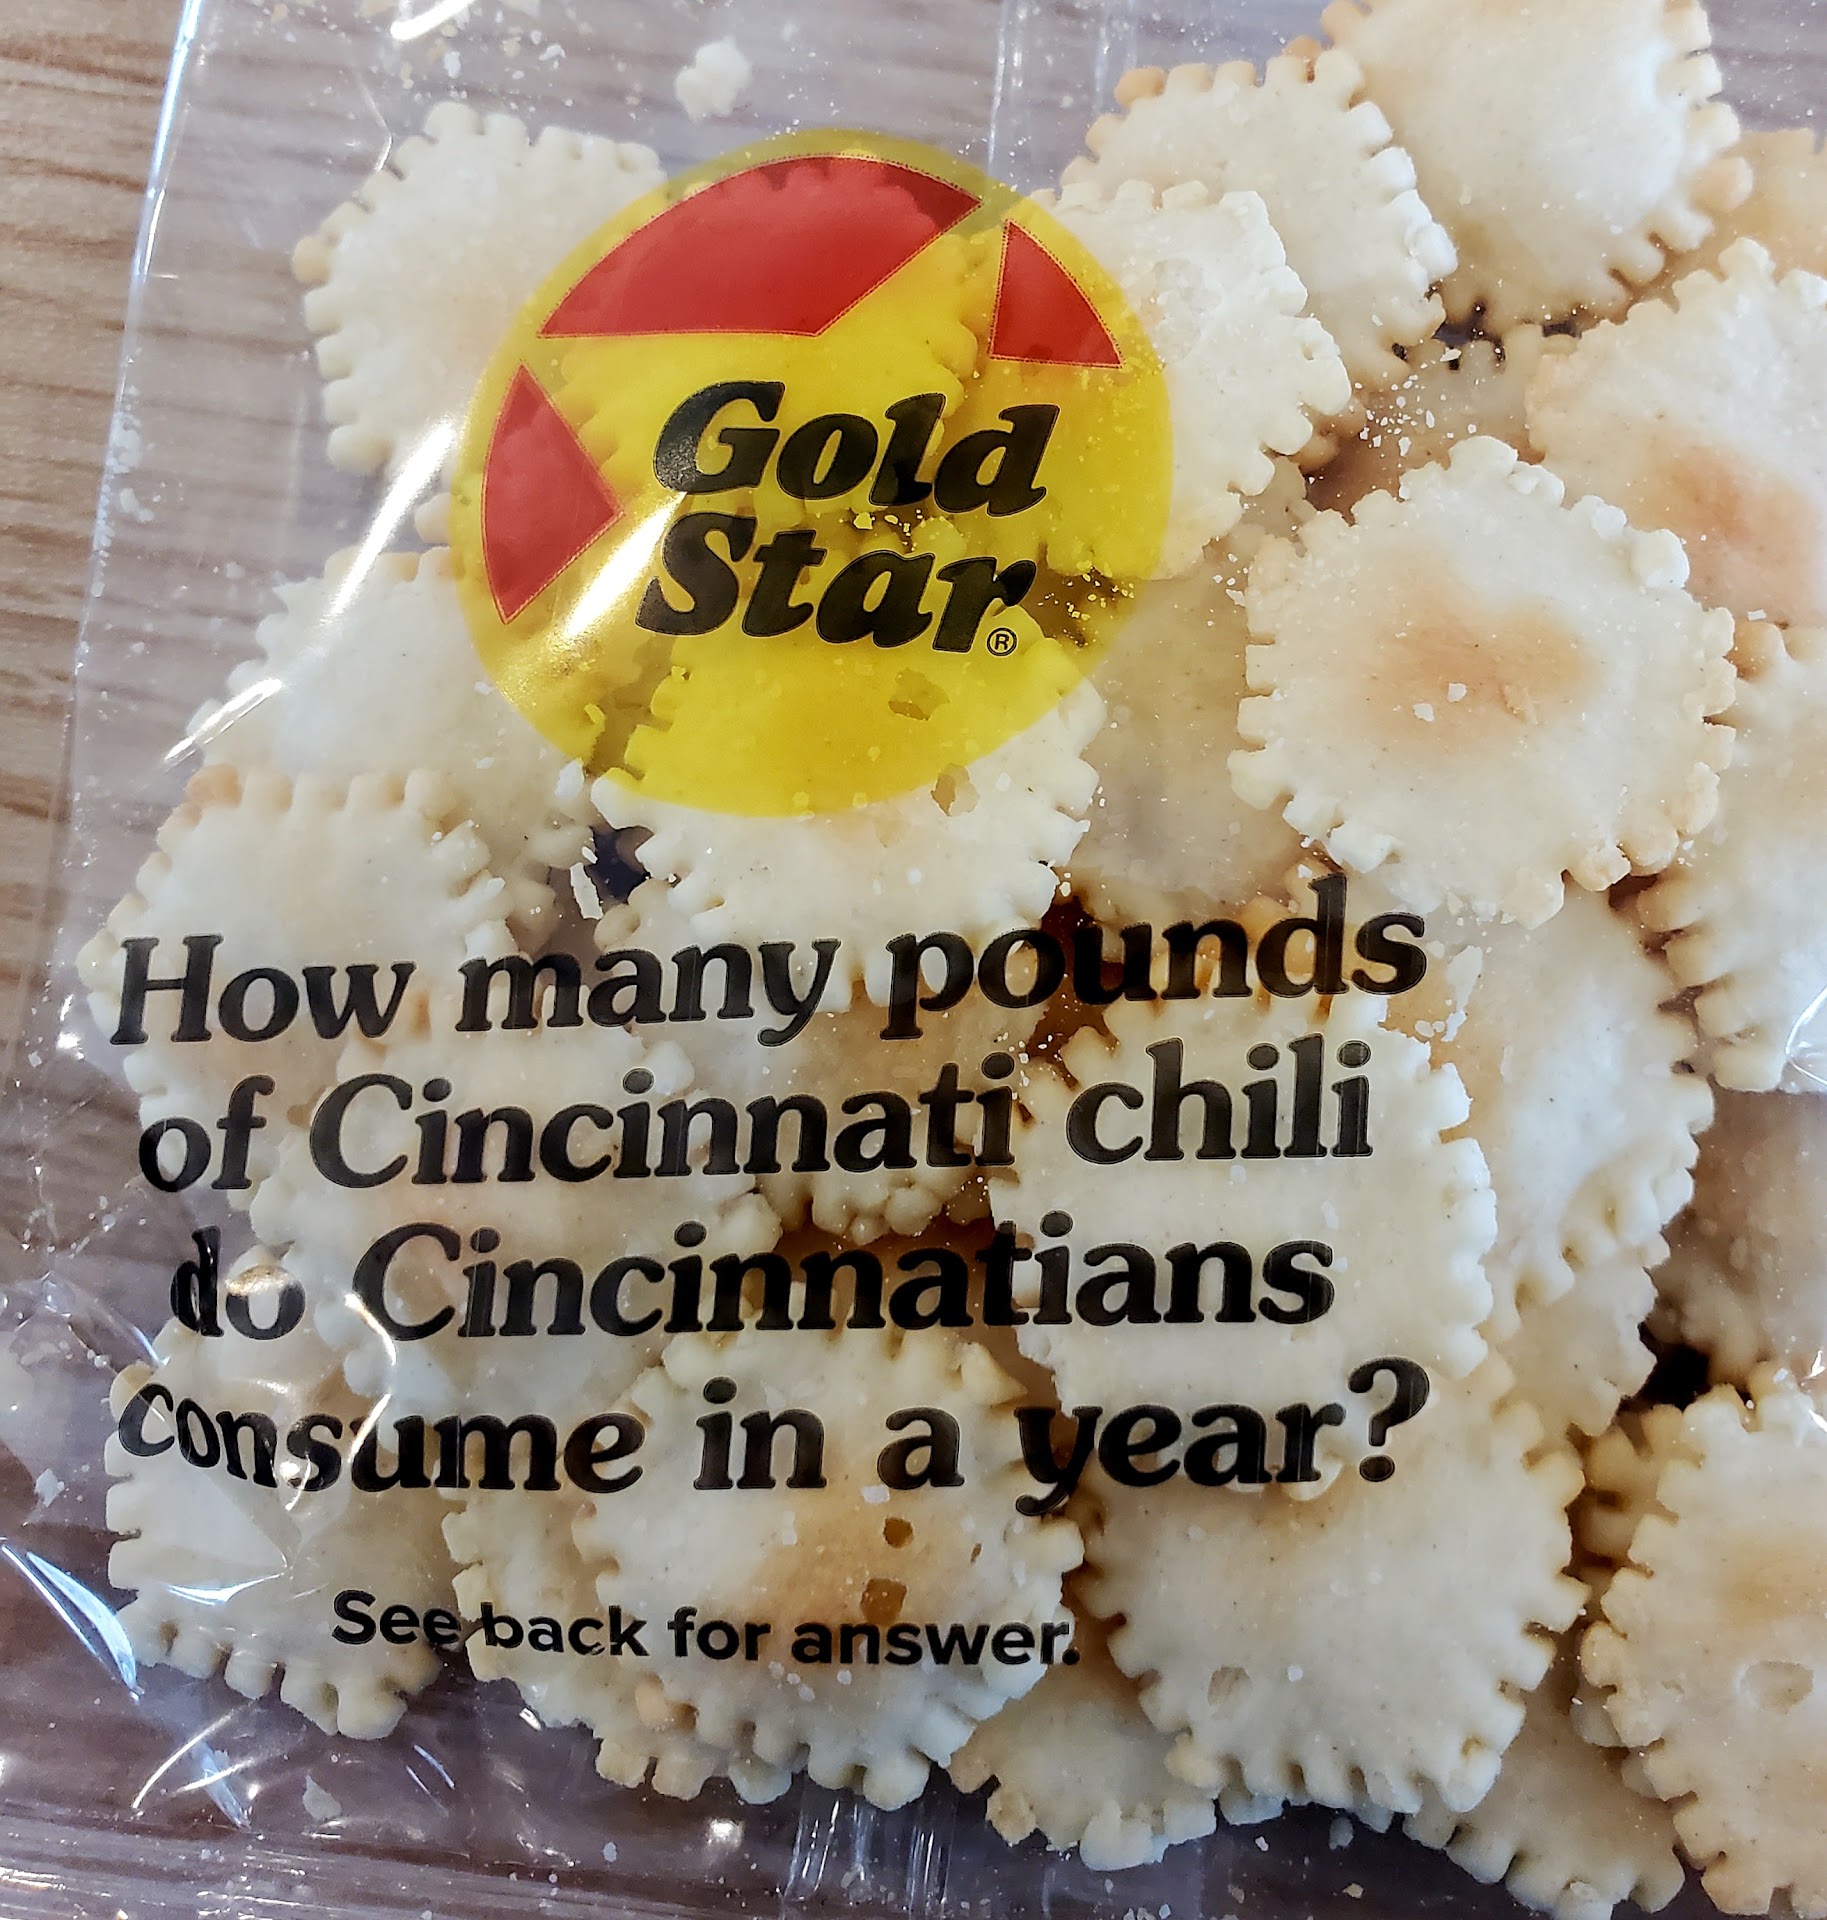 Gold
Star®
How many pounds
of Cincinnati chili
do Cincinnatians
consume in a year?
See back for answer.